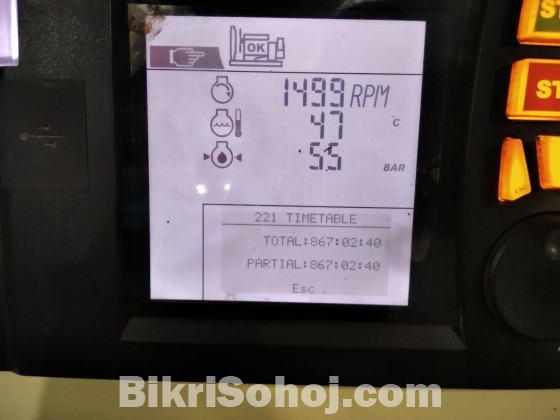 OK
1499 RPM
47 C
5.5 BAR
221 TIMETABLE
TOTAL:867:02:40
PARTIAL:867:02:40
Esc
ST
ST
BikriSohoj.com